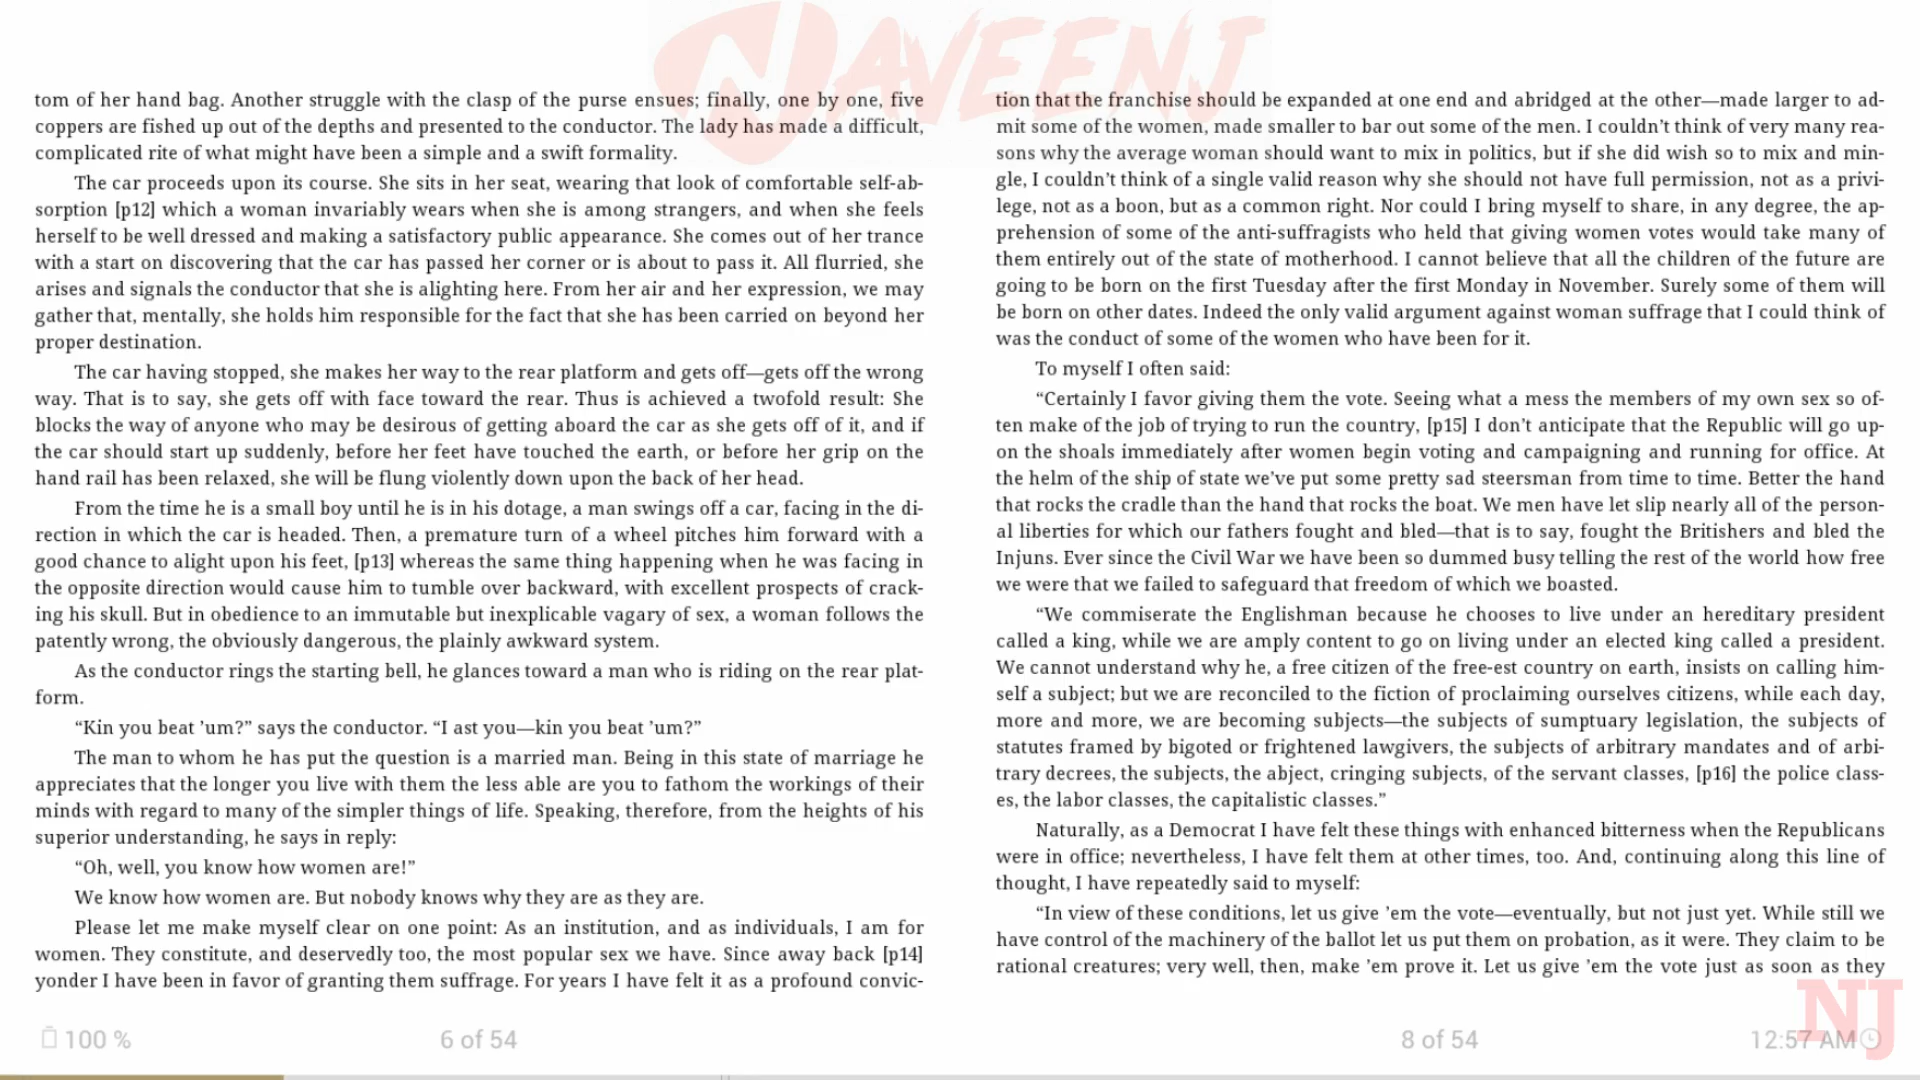 NAVEENJ
tom of her hand bag. Another struggle with the clasp of the purse ensues; finally, one by one, five
coppers are fished up out of the depths and presented to the conductor. The lady has made a difficult,
complicated rite of what might have been a simple and a swift formality.
The car proceeds upon its course. She sits in her seat, wearing that look of comfortable self-ab-
sorption [p12] which a woman invariably wears when she is among strangers, and when she feels
herself to be well dressed and making a satisfactory public appearance. She comes out of her trance
with a start on discovering that the car has passed her corner or is about to pass it. All flurried, she
arises and signals the conductor that she is alighting here. From her air and her expression, we may
gather that, mentally, she holds him responsible for the fact that she has been carried on beyond her
proper destination.
The car having stopped, she makes her way to the rear platform and gets off—gets off the wrong
way. That is to say, she gets off with face toward the rear. Thus is achieved a twofold result: She
blocks the way of anyone who may be desirous of getting aboard the car as she gets off of it, and if
the car should start up suddenly, before her feet have touched the earth, or before her grip on the
hand rail has been relaxed, she will be flung violently down upon the back of her head.
From the time he is a small boy until he is in his dotage, a man swings off a car, facing in the di-
rection in which the car is headed. Then, a premature turn of a wheel pitches him forward with a
good chance to alight upon his feet, [p13] whereas the same thing happening when he was facing in
the opposite direction would cause him to tumble over backward, with excellent prospects of crack-
ing his skull. But in obedience to an immutable but inexplicable vagary of sex, a woman follows the
patently wrong, the obviously dangerous, the plainly awkward system.
As the conductor rings the starting bell, he glances toward a man who is riding on the rear plat-
form.
“Kin you beat ’um?” says the conductor. “I ast you—kin you beat ’um?”
The man to whom he has put the question is a married man. Being in this state of marriage he
appreciates that the longer you live with them the less able are you to fathom the workings of their
minds with regard to many of the simpler things of life. Speaking, therefore, from the heights of his
superior understanding, he says in reply:
“Oh, well, you know how women are!”
We know how women are. But nobody knows why they are as they are.
Please let me make myself clear on one point: As an institution, and as individuals, I am for
women. They constitute, and deservedly too, the most popular sex we have. Since away back [p14]
yonder I have been in favor of granting them suffrage. For years I have felt it as a profound convic-
tion that the franchise should be expanded at one end and abridged at the other—made larger to ad-
mit some of the women, made smaller to bar out some of the men. I couldn’t think of very many rea-
sons why the average woman should want to mix in politics, but if she did wish so to mix and min-
gle, I couldn’t think of a single valid reason why she should not have full permission, not as a privi-
lege, not as a boon, but as a common right. Nor could I bring myself to share, in any degree, the ap-
prehension of some of the anti-suffragists who held that giving women votes would take many of
them entirely out of the state of motherhood. I cannot believe that all the children of the future are
going to be born on the first Tuesday after the first Monday in November. Surely some of them will
be born on other dates. Indeed the only valid argument against woman suffrage that I could think of
was the conduct of some of the women who have been for it.
To myself I often said:
“Certainly I favor giving them the vote. Seeing what a mess the members of my own sex so of-
ten make of the job of trying to run the country, [p15] I don’t anticipate that the Republic will go up-
on the shoals immediately after women begin voting and campaigning and running for office. At
the helm of the ship of state we’ve put some pretty sad steersman from time to time. Better the hand
that rocks the cradle than the hand that rocks the boat. We men have let slip nearly all of the person-
al liberties for which our fathers fought and bled—that is to say, fought the Britishers and bled the
Injuns. Ever since the Civil War we have been so dummed busy telling the rest of the world how free
we were that we failed to safeguard that freedom of which we boasted.
“We commiserate the Englishman because he chooses to live under an hereditary president
called a king, while we are amply content to go on living under an elected king called a president.
We cannot understand why he, a free citizen of the free-est country on earth, insists on calling him-
self a subject; but we are reconciled to the fiction of proclaiming ourselves citizens, while each day,
more and more, we are becoming subjects—the subjects of sumptuary legislation, the subjects of
statutes framed by bigoted or frightened lawgivers, the subjects of arbitrary mandates and of arbi-
trary decrees, the subjects, the abject, cringing subjects, of the servant classes, [p16] the police class-
es, the labor classes, the capitalistic classes.”
Naturally, as a Democrat I have felt these things with enhanced bitterness when the Republicans
were in office; nevertheless, I have felt them at other times, too. And, continuing along this line of
thought, I have repeatedly said to myself:
“In view of these conditions, let us give ’em the vote—eventually, but not just yet. While still we
have control of the machinery of the ballot let us put them on probation, as it were. They claim to be
rational creatures; very well, then, make ’em prove it. Let us give ’em the vote just as soon as they
NJ
100 %
6 of 54
8 of 54
12:57 AM